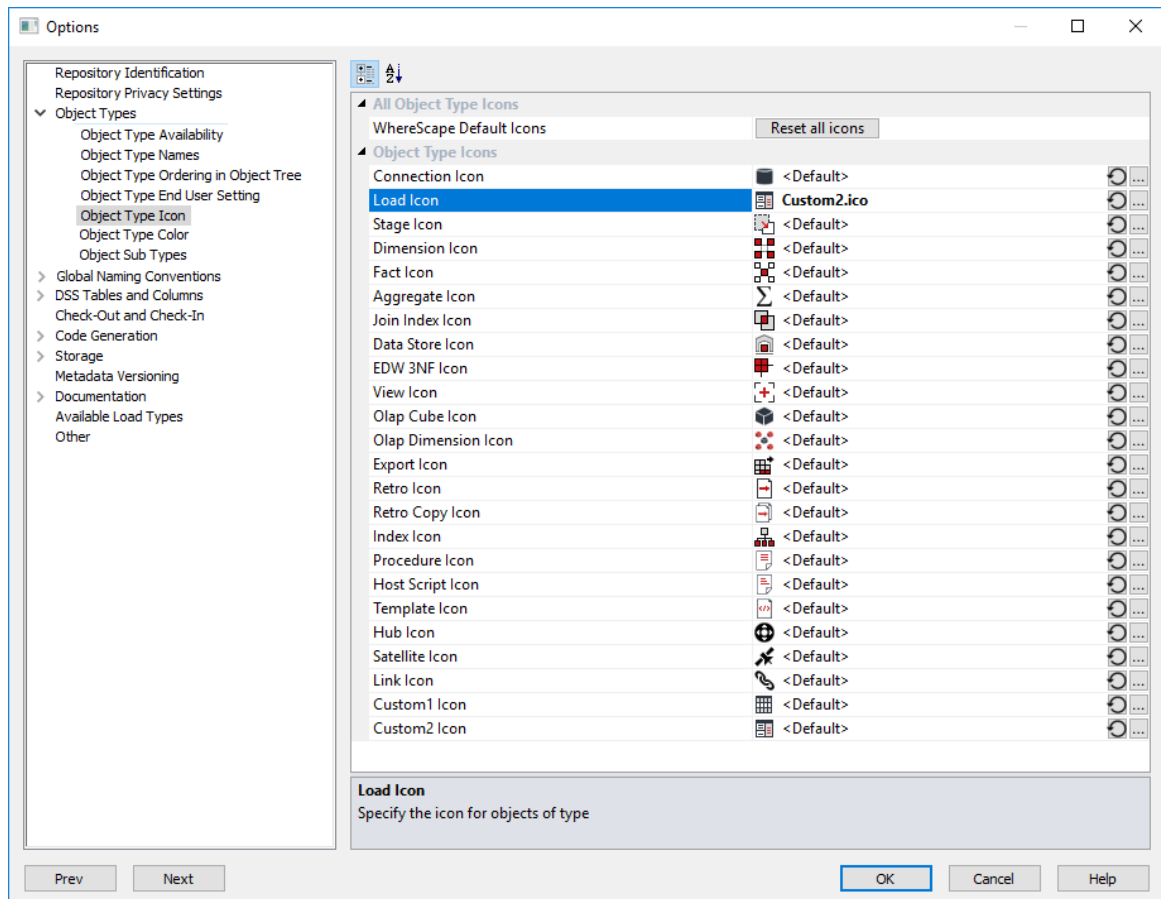 Options
Repository Identification
Repository Privacy Settings
Object Types
Object Type Availability
Object Type Names
Object Type Ordering in Object Tree
Object Type End User Setting
Object Type Icon
Object Type Color
Object Sub Types
Global Naming Conventions
DSS Tables and Columns
Check-Out and Check-In
Code Generation
Storage
Metadata Versioning
Documentation
Available Load Types
Other
All Object Type Icons
WhereScape Default Icons Reset all icons
Object Type Icons
Connection Icon <Default> ...
Load Icon Custom2.ico ...
Stage Icon <Default> ...
Dimension Icon <Default> ...
Fact Icon <Default> ...
Aggregate Icon <Default> ...
Join Index Icon <Default> ...
Data Store Icon <Default> ...
EDW 3NF Icon <Default> ...
View Icon <Default> ...
Olap Cube Icon <Default> ...
Olap Dimension Icon <Default> ...
Export Icon <Default> ...
Retro Icon <Default> ...
Retro Copy Icon <Default> ...
Index Icon <Default> ...
Procedure Icon <Default> ...
Host Script Icon <Default> ...
Template Icon <Default> ...
Hub Icon <Default> ...
Satellite Icon <Default> ...
Link Icon <Default> ...
Custom1 Icon <Default> ...
Custom2 Icon <Default> ...
Load Icon
Specify the icon for objects of type
Prev Next OK Cancel Help